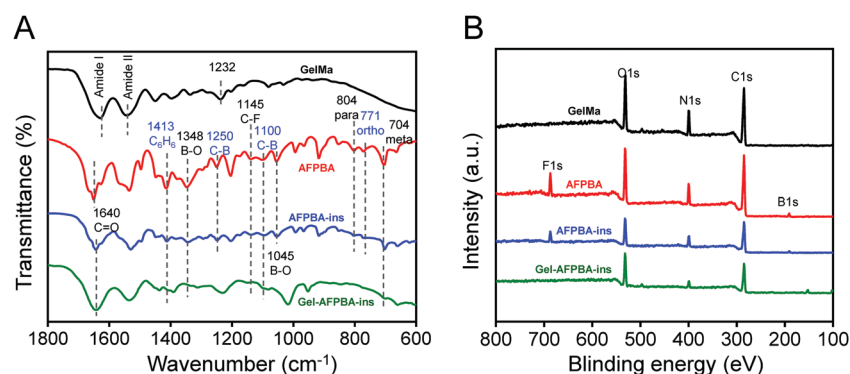 A
B
Transmittance (%)
Amide I
Amide II
1232
GelMa
1413
C₆H₆
1348
B-O
1250
C-B
1145
C-F
1100
C-B
804
para
771
ortho
704
meta
AFPBA
1640
C=O
AFPBA-ins
1045
B-O
Gel-AFPBA-ins
1800 1600 1400 1200 1000 800 600
Wavenumber (cm⁻¹)
Intensity (a.u.)
O1s
N1s
C1s
GelMa
F1s
AFPBA
B1s
AFPBA-ins
Gel-AFPBA-ins
800 700 600 500 400 300 200 100
Blinding energy (eV)